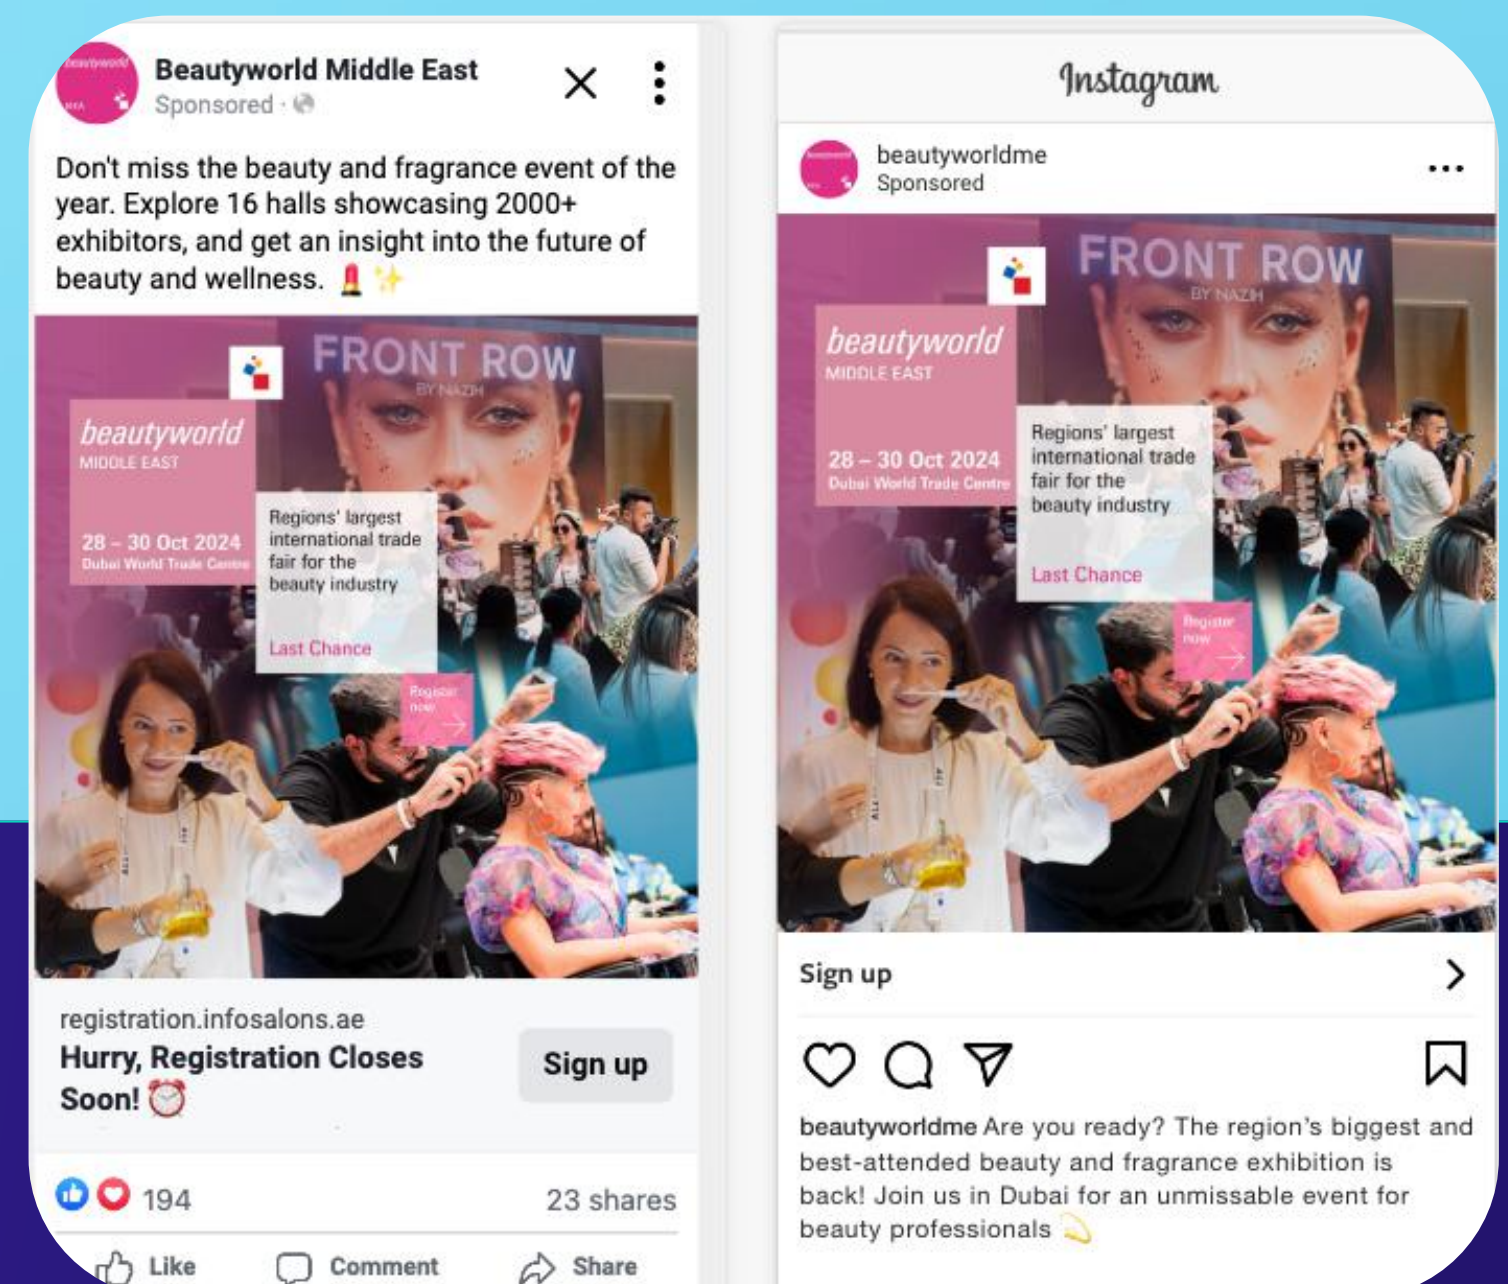 beautyworld
Beautyworld Middle East
Sponsored ·
Don't miss the beauty and fragrance event of the
year. Explore 16 halls showcasing 2000+
exhibitors, and get an insight into the future of
beauty and wellness. 💄 ✨
FRONT ROW
BY NAZIH
beautyworld
MIDDLE EAST
28 – 30 Oct 2024
Dubai World Trade Centre
Regions' largest
international trade
fair for the
beauty industry
Last Chance
Register
now
registration.infosalons.ae
Hurry, Registration Closes
Soon! ⏰
Sign up
194
23 shares
Like
Comment
Share
Instagram
beautyworldme
Sponsored
FRONT ROW
BY NAZIH
beautyworld
MIDDLE EAST
28 – 30 Oct 2024
Dubai World Trade Centre
Regions' largest
international trade
fair for the
beauty industry
Last Chance
Register
now
Sign up
beautyworldme Are you ready? The region's biggest and
best-attended beauty and fragrance exhibition is
back! Join us in Dubai for an unmissable event for
beauty professionals 💫